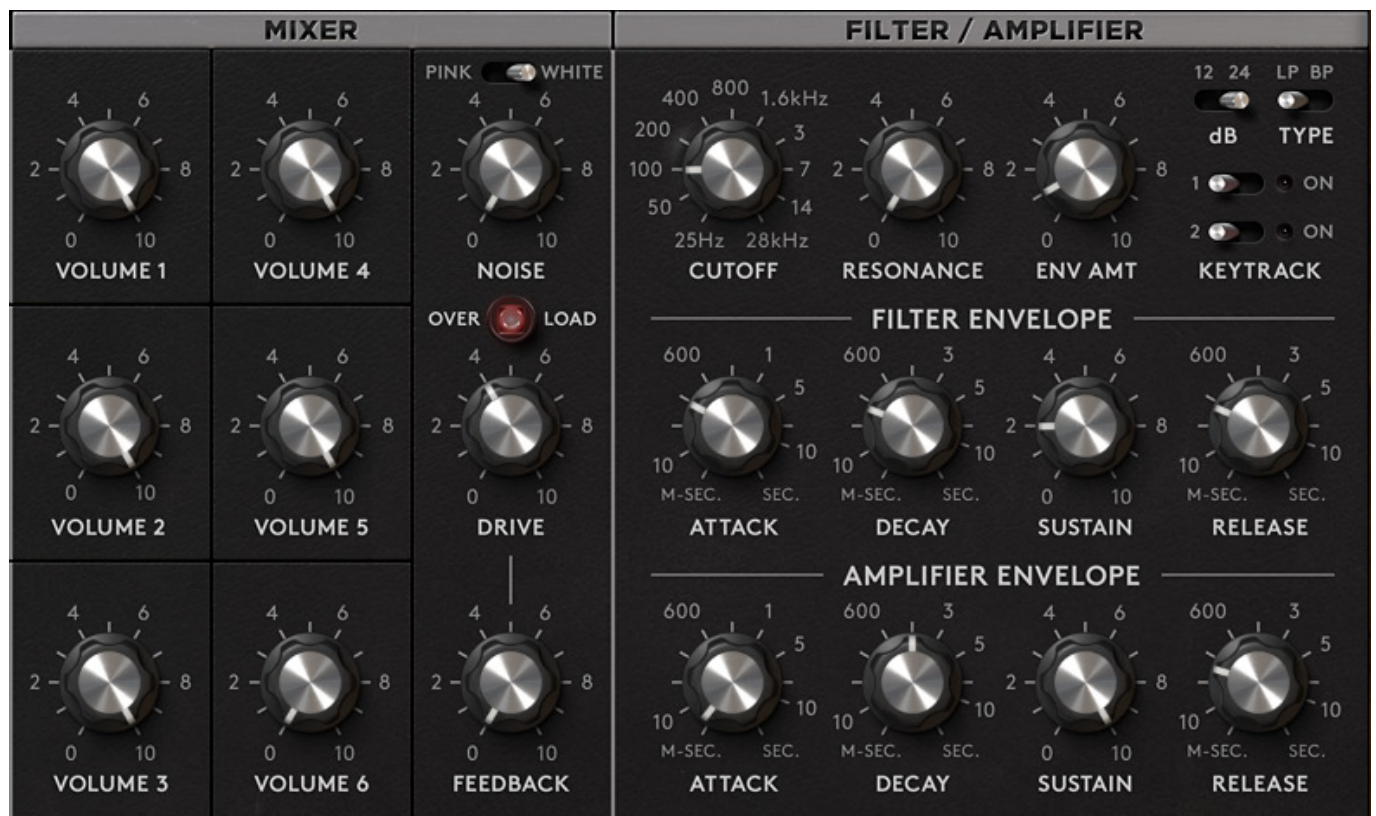 MIXER
FILTER / AMPLIFIER
PINK WHITE
4 6
2 8
0 10
VOLUME 1
4 6
2 8
0 10
VOLUME 4
4 6
2 8
0 10
NOISE
400 800 1.6kHz
200 3
100 7
50 14
25Hz 28kHz
CUTOFF
4 6
2 8
0 10
RESONANCE
4 6
2 8
0 10
ENV AMT
12 24 LP BP
dB TYPE
1 ON
2 ON
KEYTRACK
4 6
2 8
0 10
VOLUME 2
4 6
2 8
0 10
VOLUME 5
OVER LOAD
4 6
2 8
0 10
DRIVE
FILTER ENVELOPE
600 1
5
10 10
M-SEC. SEC.
ATTACK
600 3
5
10 10
M-SEC. SEC.
DECAY
4 6
2 8
0 10
SUSTAIN
600 3
5
10 10
M-SEC. SEC.
RELEASE
4 6
2 8
0 10
VOLUME 3
4 6
2 8
0 10
VOLUME 6
4 6
2 8
0 10
FEEDBACK
AMPLIFIER ENVELOPE
600 1
5
10 10
M-SEC. SEC.
ATTACK
600 3
5
10 10
M-SEC. SEC.
DECAY
4 6
2 8
0 10
SUSTAIN
600 3
5
10 10
M-SEC. SEC.
RELEASE